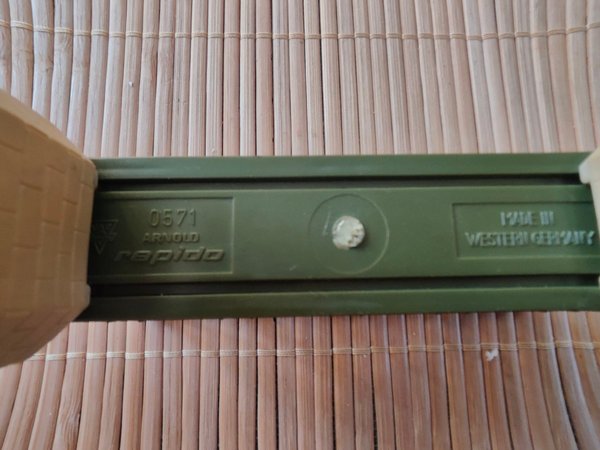 0571
ARNOLD
rapido
MADE IN
WESTERN GERMANY